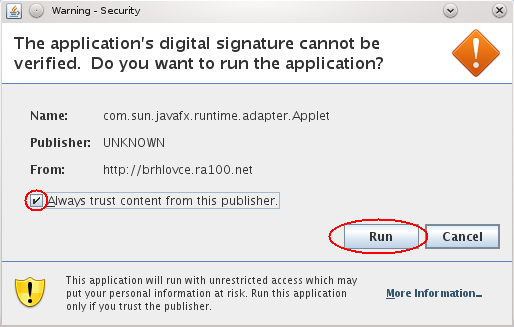 Warning - Security
The application's digital signature cannot be
verified. Do you want to run the application?
Name: com.sun.javafx.runtime.adapter.Applet
Publisher: UNKNOWN
From: http://brhlovce.ra100.net
Always trust content from this publisher.
Run Cancel
This application will run with unrestricted access which may
put your personal information at risk. Run this application
only if you trust the publisher.
More Information...